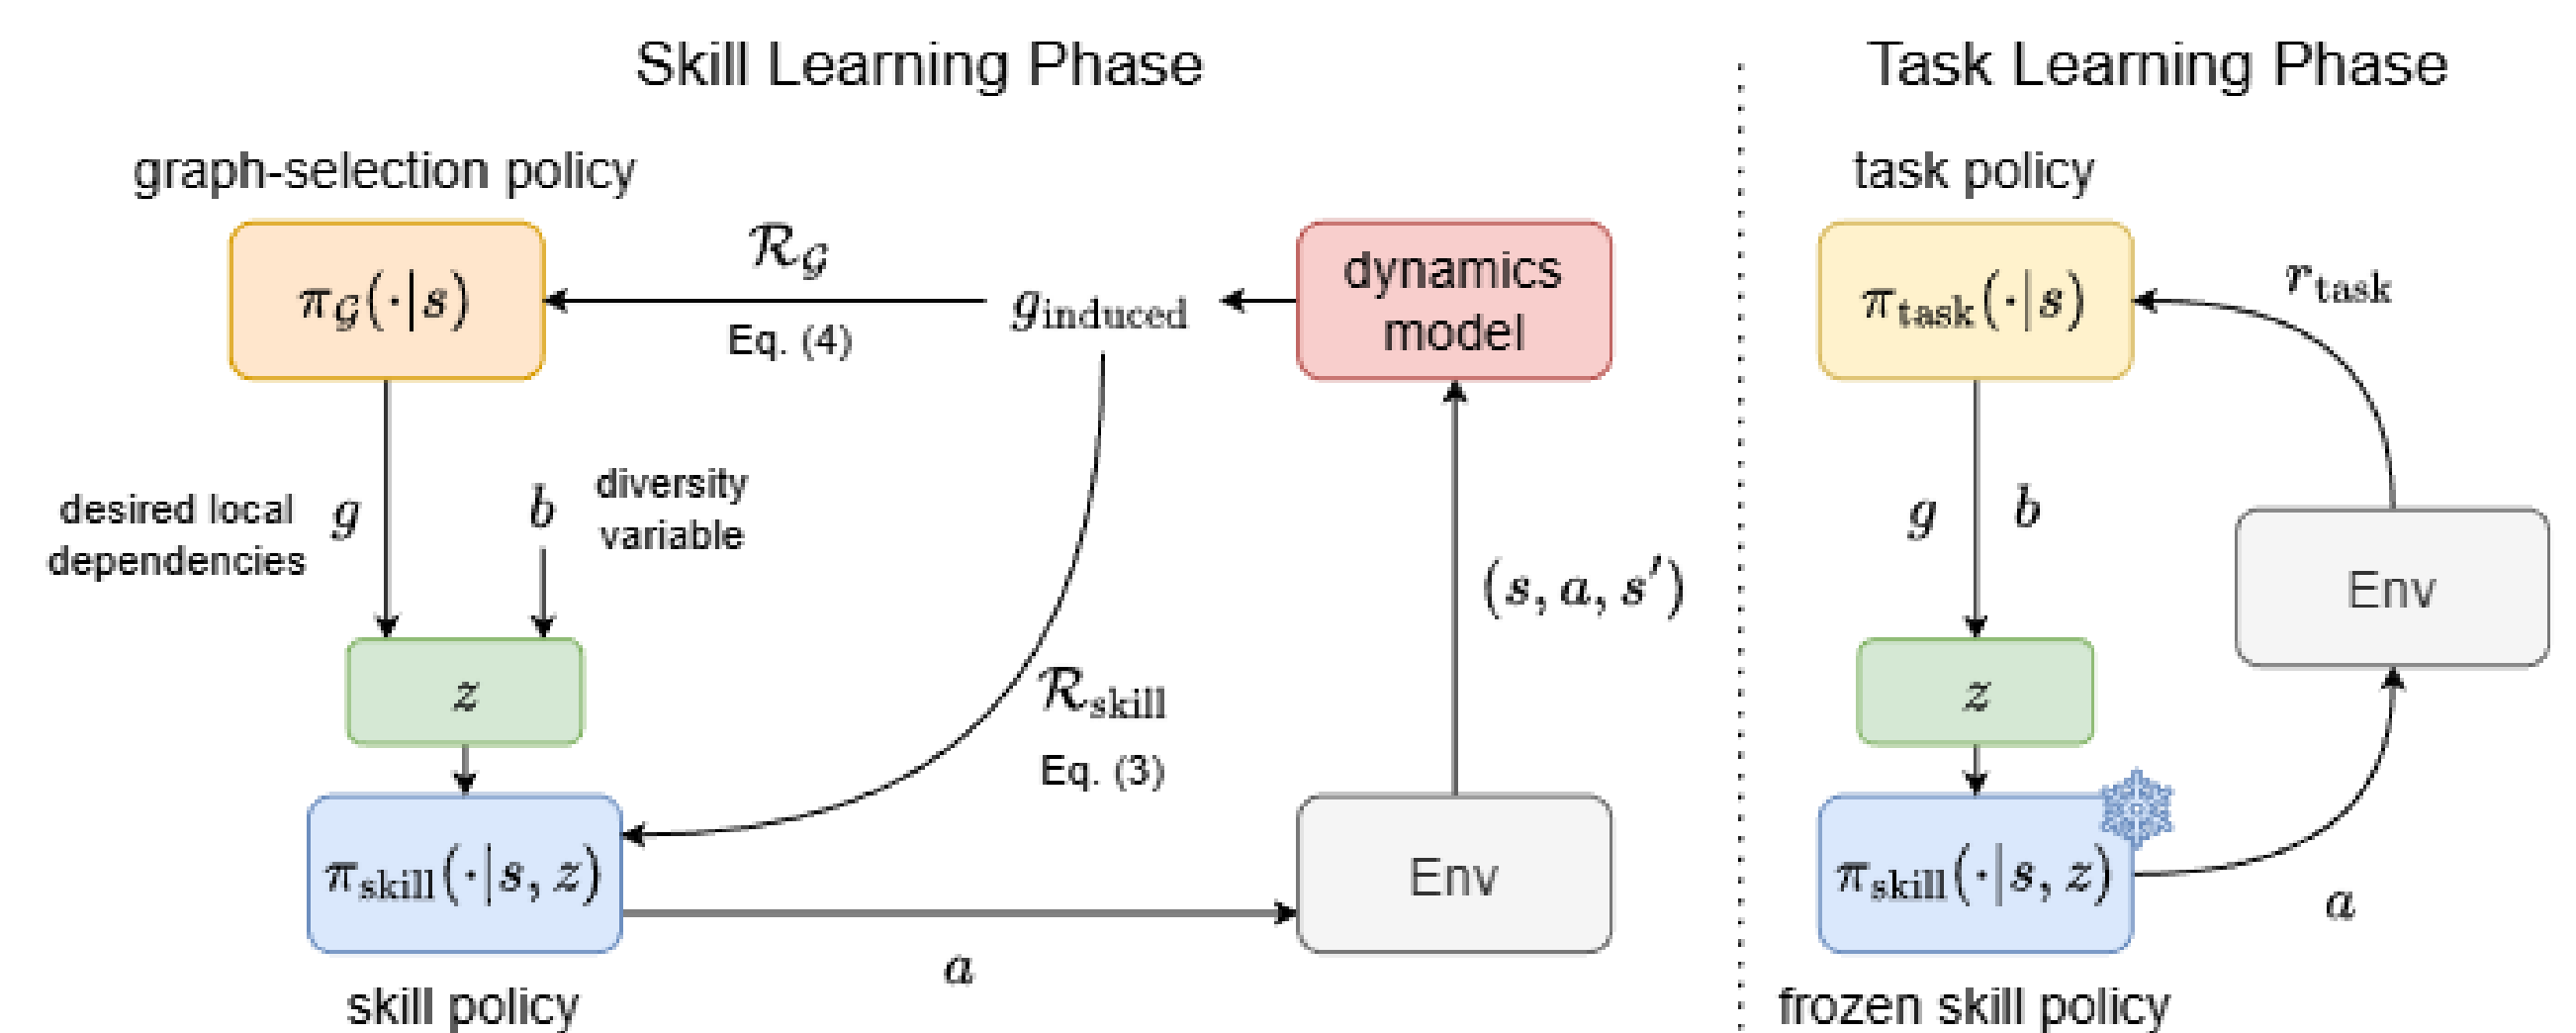 Skill Learning Phase
graph-selection policy
π_𝒢(·|s)
ℛ_𝒢
Eq. (4)
g_induced
dynamics
model
desired local
dependencies
g
b
diversity
variable
(s, a, s′)
z
ℛ_skill
Eq. (3)
π_skill(·|s, z)
a
Env
skill policy
Task Learning Phase
task policy
π_task(·|s)
r_task
g
b
Env
z
π_skill(·|s, z)
a
frozen skill policy